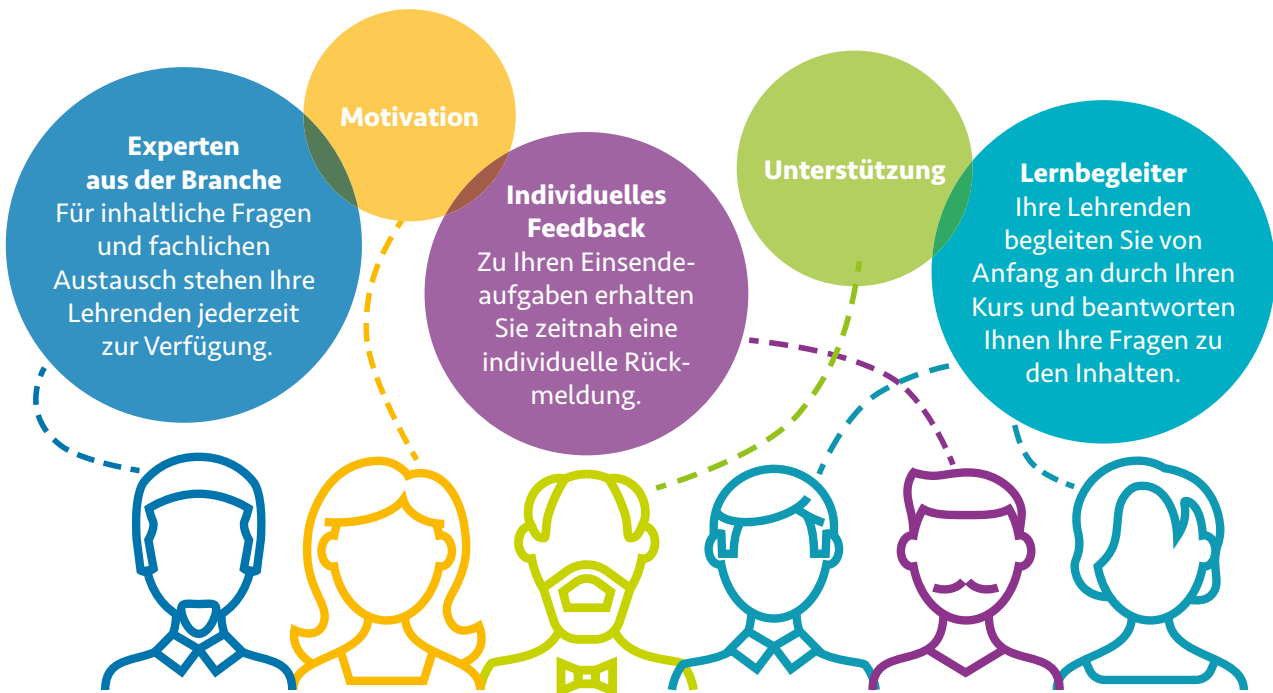 Experten
aus der Branche
Für inhaltliche Fragen
und fachlichen
Austausch stehen Ihre
Lehrenden jederzeit
zur Verfügung.
Motivation
Individuelles
Feedback
Zu Ihren Einsende-
aufgaben erhalten
Sie zeitnah eine
individuelle Rück-
meldung.
Unterstützung
Lernbegleiter
Ihre Lehrenden
begleiten Sie von
Anfang an durch Ihren
Kurs und beantworten
Ihnen Ihre Fragen zu
den Inhalten.